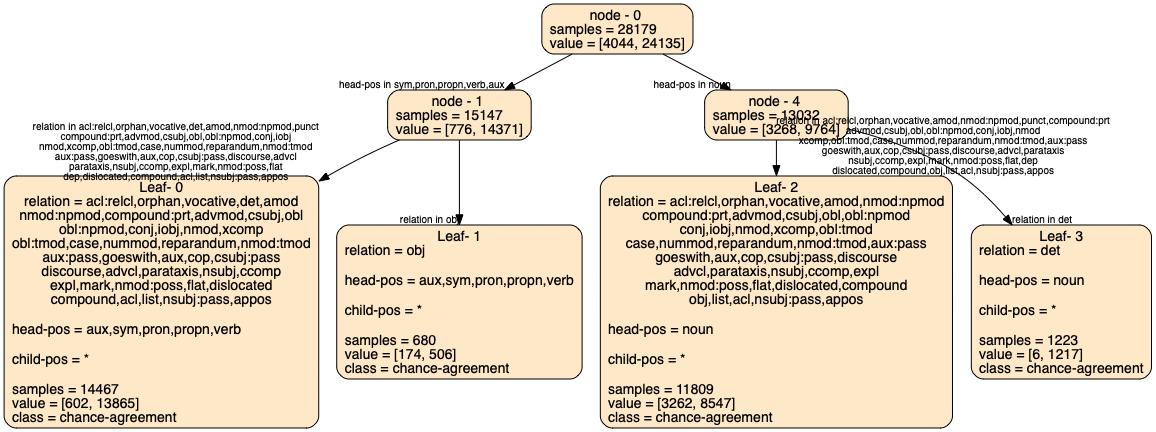 node - 0
samples = 28179
value = [4044, 24135]
head-pos in sym,pron,propn,verb,aux
head-pos in noun
node - 1
samples = 15147
value = [776, 14371]
node - 4
samples = 13032
value = [3268, 9764]
relation in acl:relcl,orphan,vocative,det,amod,nmod:npmod,punct
compound:prt,advmod,csubj,obl,obl:npmod,conj,iobj
nmod,xcomp,obl:tmod,case,nummod,reparandum,nmod:tmod
aux:pass,goeswith,aux,cop,csubj:pass,discourse,advcl
parataxis,nsubj,ccomp,expl,mark,nmod:poss,flat
dep,dislocated,compound,acl,list,nsubj:pass,appos
relation in obj
relation in acl:relcl,orphan,vocative,amod,nmod:npmod,punct,compound:prt
advmod,csubj,obl,obl:npmod,conj,iobj,nmod
xcomp,obl:tmod,case,nummod,reparandum,nmod:tmod,aux:pass
goeswith,aux,cop,csubj:pass,discourse,advcl,parataxis
nsubj,ccomp,expl,mark,nmod:poss,flat,dep
dislocated,compound,obj,list,acl,nsubj:pass,appos
relation in det
Leaf- 0
relation = acl:relcl,orphan,vocative,det,amod
nmod:npmod,compound:prt,advmod,csubj,obl
obl:npmod,conj,iobj,nmod,xcomp
obl:tmod,case,nummod,reparandum,nmod:tmod
aux:pass,goeswith,aux,cop,csubj:pass
discourse,advcl,parataxis,nsubj,ccomp
expl,mark,nmod:poss,flat,dislocated
compound,acl,list,nsubj:pass,appos
head-pos = aux,sym,pron,propn,verb
child-pos = *
samples = 14467
value = [602, 13865]
class = chance-agreement
Leaf- 1
relation = obj
head-pos = aux,sym,pron,propn,verb
child-pos = *
samples = 680
value = [174, 506]
class = chance-agreement
Leaf- 2
relation = acl:relcl,orphan,vocative,amod,nmod:npmod
compound:prt,advmod,csubj,obl,obl:npmod
conj,iobj,nmod,xcomp,obl:tmod
case,nummod,reparandum,nmod:tmod,aux:pass
goeswith,aux,cop,csubj:pass,discourse
advcl,parataxis,nsubj,ccomp,expl
mark,nmod:poss,flat,dislocated,compound
obj,list,acl,nsubj:pass,appos
head-pos = noun
child-pos = *
samples = 11809
value = [3262, 8547]
class = chance-agreement
Leaf- 3
relation = det
head-pos = noun
child-pos = *
samples = 1223
value = [6, 1217]
class = chance-agreement